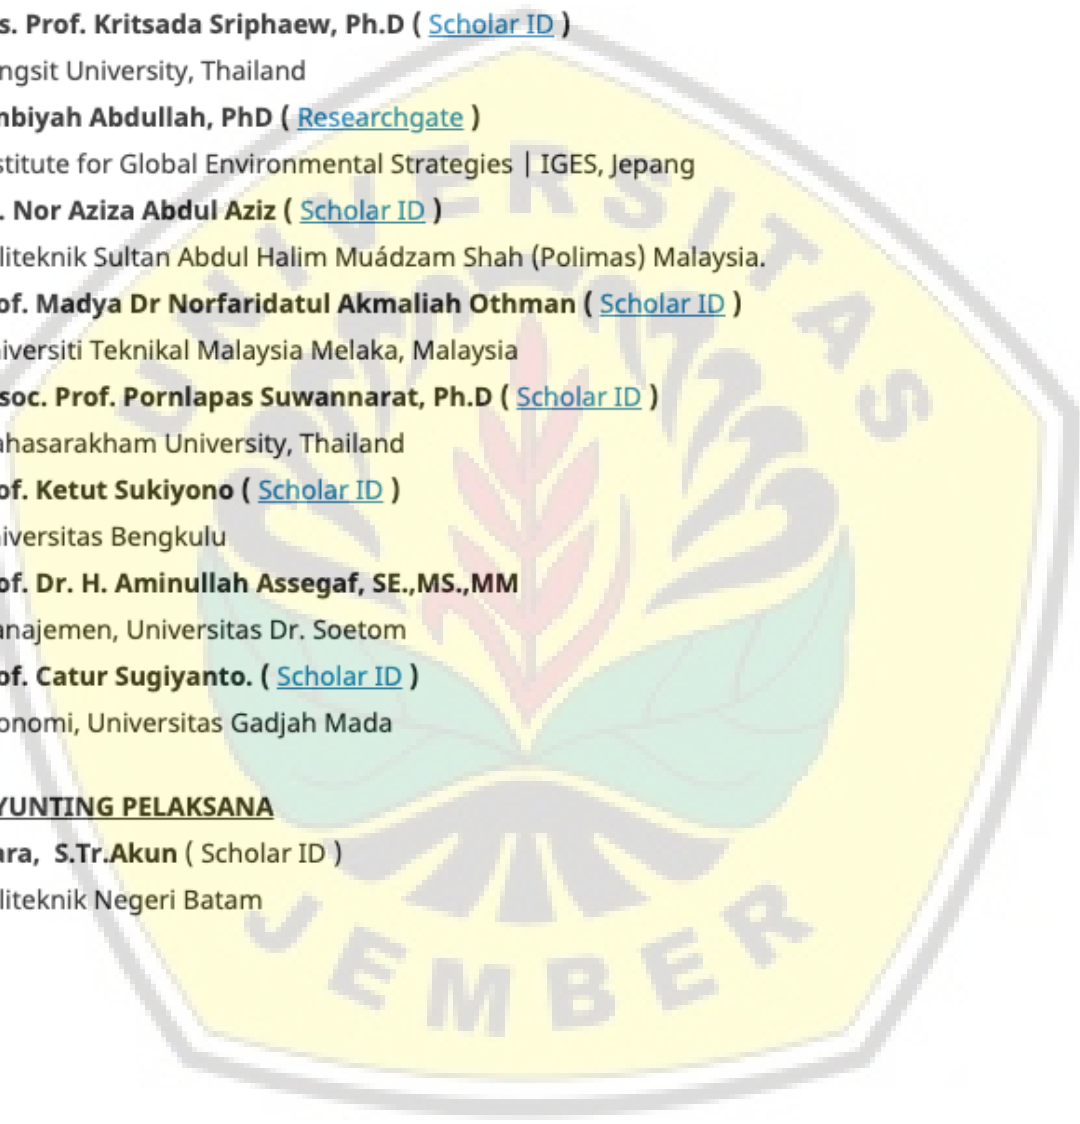 s. Prof. Kritsada Sriphaew, Ph.D ( Scholar ID )
ngsit University, Thailand
nbiyah Abdullah, PhD ( Researchgate )
stitute for Global Environmental Strategies | IGES, Jepang
. Nor Aziza Abdul Aziz ( Scholar ID )
liteknik Sultan Abdul Halim Muádzam Shah (Polimas) Malaysia.
of. Madya Dr Norfaridatul Akmaliah Othman ( Scholar ID )
iversiti Teknikal Malaysia Melaka, Malaysia
soc. Prof. Pornlapas Suwannarat, Ph.D ( Scholar ID )
ahasarakham University, Thailand
of. Ketut Sukiyono ( Scholar ID )
iversitas Bengkulu
of. Dr. H. Aminullah Assegaf, SE.,MS.,MM
anajemen, Universitas Dr. Soetom
of. Catur Sugiyanto. ( Scholar ID )
onomi, Universitas Gadjah Mada
YUNTING PELAKSANA
ara, S.Tr.Akun ( Scholar ID )
liteknik Negeri Batam
UNIVERSITAS
JEMBER